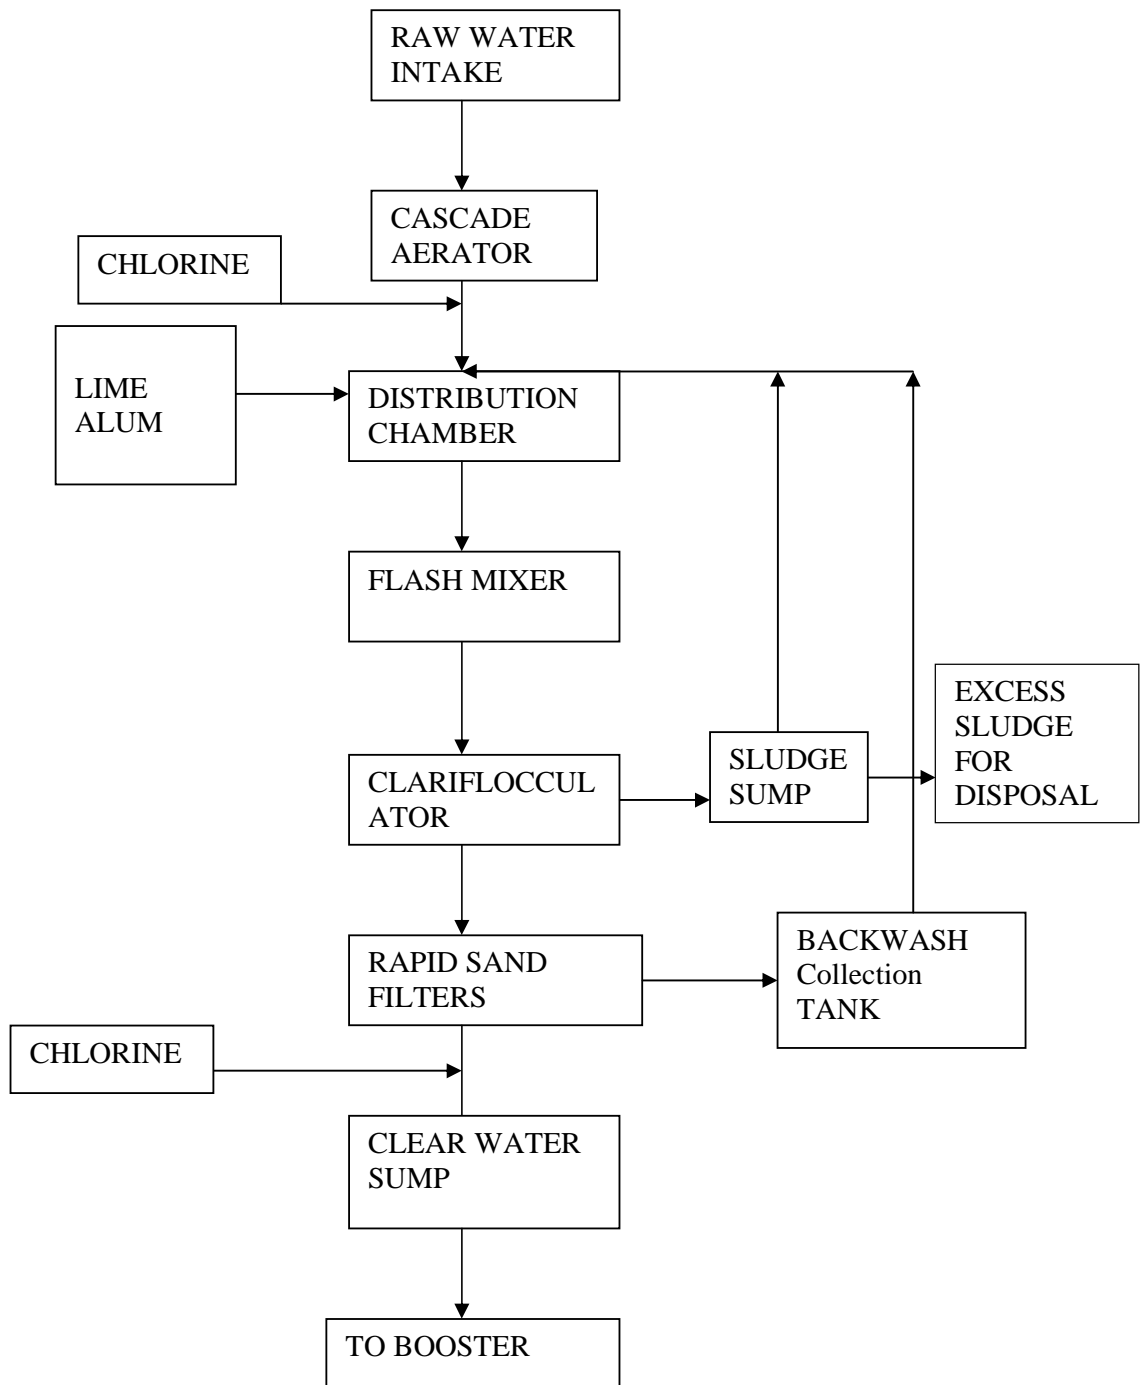 RAW WATER
INTAKE
CASCADE
AERATOR
CHLORINE
LIME
ALUM
DISTRIBUTION
CHAMBER
FLASH MIXER
CLARIFLOCCUL
ATOR
SLUDGE
SUMP
EXCESS
SLUDGE
FOR
DISPOSAL
RAPID SAND
FILTERS
BACKWASH
Collection
TANK
CHLORINE
CLEAR WATER
SUMP
TO BOOSTER